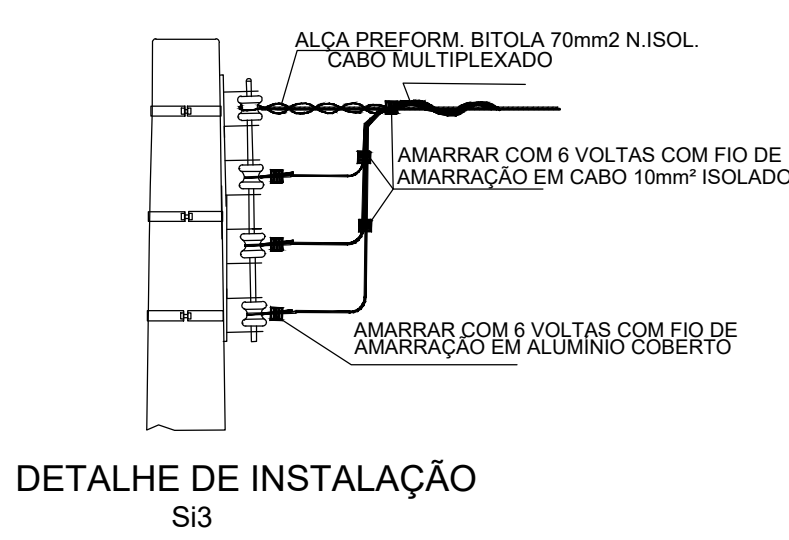 ALÇA PREFORM. BITOLA 70mm2 N.ISOL.
CABO MULTIPLEXADO
AMARRAR COM 6 VOLTAS COM FIO DE
AMARRAÇÃO EM CABO 10mm² ISOLADO
AMARRAR COM 6 VOLTAS COM FIO DE
AMARRAÇÃO EM ALUMÍNIO COBERTO
DETALHE DE INSTALAÇÃO
Si3